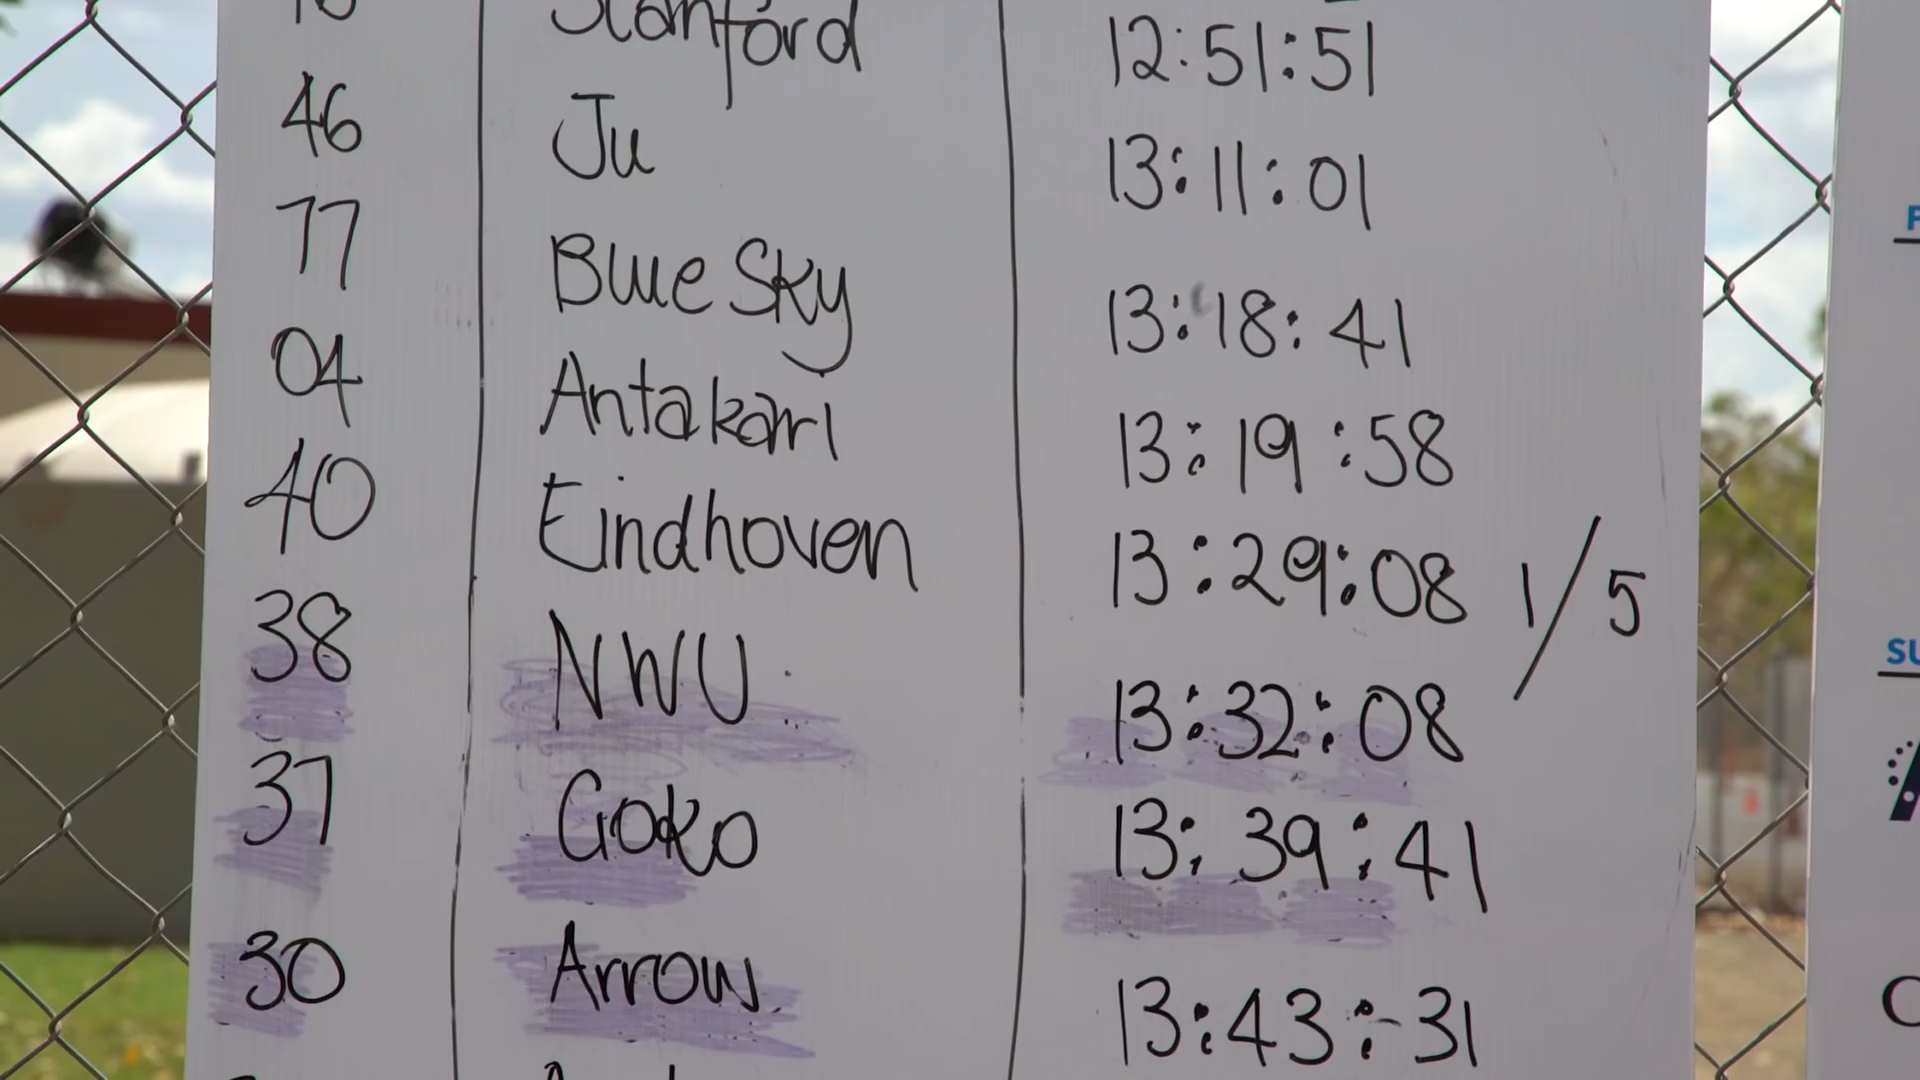 Stamford 12:51:51
46 Ju 13:11:01
77 Blue Sky 13:18:41
04 Antakari 13:19:58
40 Eindhoven 13:29:08 1/5
38 NWU 13:32:08
37 Goko 13:39:41
30 Arrow 13:43:31